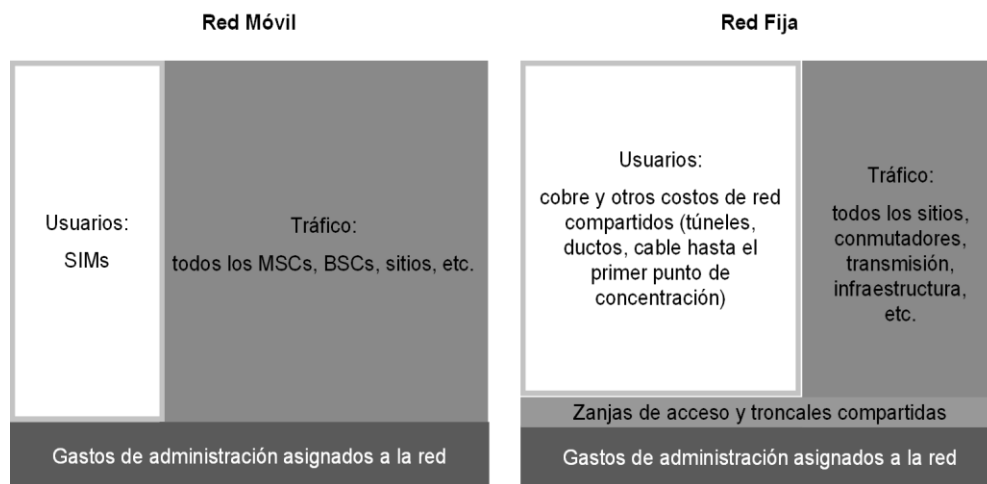 Red Móvil
Usuarios:
SIMs
Tráfico:
todos los MSCs, BSCs, sitios, etc.
Gastos de administración asignados a la red
Red Fija
Usuarios:
cobre y otros costos de red
compartidos (túneles,
ductos, cable hasta el
primer punto de
concentración)
Tráfico:
todos los sitios,
conmutadores,
transmisión,
infraestructura,
etc.
Zanjas de acceso y troncales compartidas
Gastos de administración asignados a la red